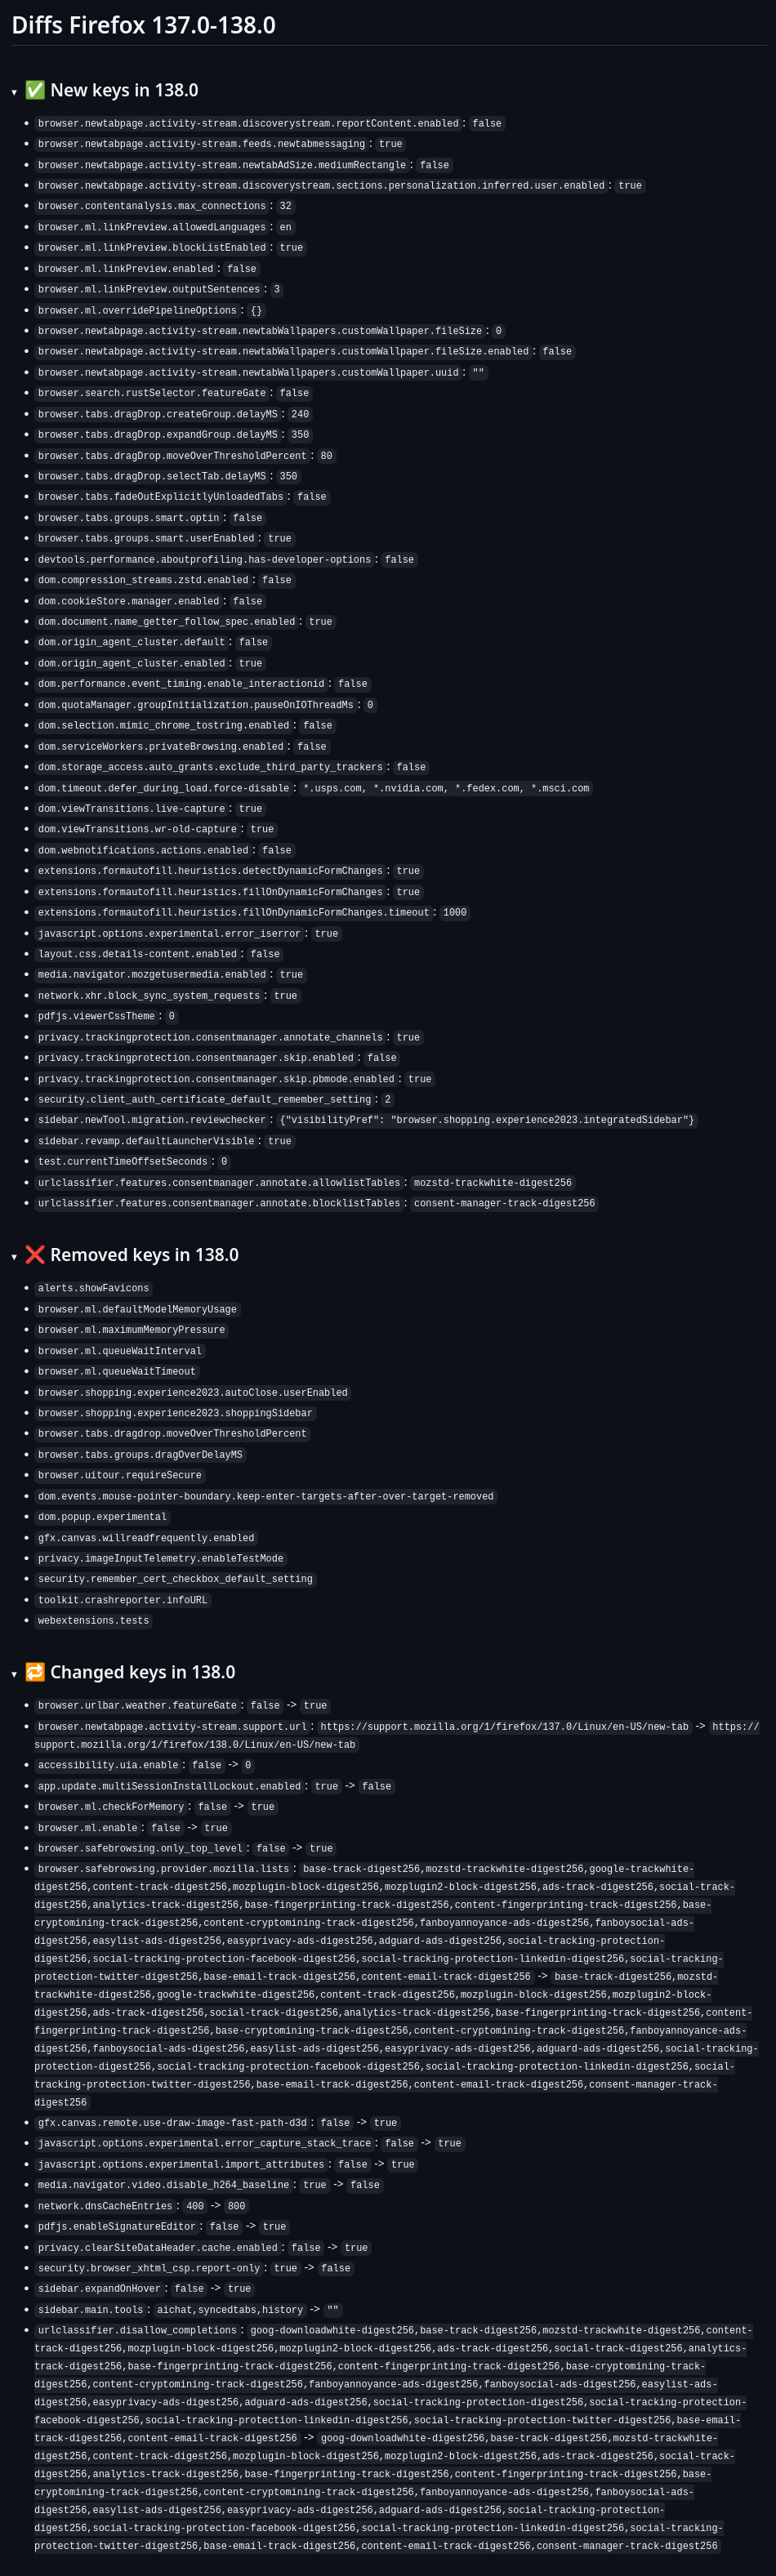 Diffs Firefox 137.0-138.0
▾ ✅ New keys in 138.0
• browser.newtabpage.activity-stream.discoverystream.reportContent.enabled: false
• browser.newtabpage.activity-stream.feeds.newtabmessaging: true
• browser.newtabpage.activity-stream.newtabAdSize.mediumRectangle: false
• browser.newtabpage.activity-stream.discoverystream.sections.personalization.inferred.user.enabled: true
• browser.contentanalysis.max_connections: 32
• browser.ml.linkPreview.allowedLanguages: en
• browser.ml.linkPreview.blockListEnabled: true
• browser.ml.linkPreview.enabled: false
• browser.ml.linkPreview.outputSentences: 3
• browser.ml.overridePipelineOptions: {}
• browser.newtabpage.activity-stream.newtabWallpapers.customWallpaper.fileSize: 0
• browser.newtabpage.activity-stream.newtabWallpapers.customWallpaper.fileSize.enabled: false
• browser.newtabpage.activity-stream.newtabWallpapers.customWallpaper.uuid: ""
• browser.search.rustSelector.featureGate: false
• browser.tabs.dragDrop.createGroup.delayMS: 240
• browser.tabs.dragDrop.expandGroup.delayMS: 350
• browser.tabs.dragDrop.moveOverThresholdPercent: 80
• browser.tabs.dragDrop.selectTab.delayMS: 350
• browser.tabs.fadeOutExplicitlyUnloadedTabs: false
• browser.tabs.groups.smart.optin: false
• browser.tabs.groups.smart.userEnabled: true
• devtools.performance.aboutprofiling.has-developer-options: false
• dom.compression_streams.zstd.enabled: false
• dom.cookieStore.manager.enabled: false
• dom.document.name_getter_follow_spec.enabled: true
• dom.origin_agent_cluster.default: false
• dom.origin_agent_cluster.enabled: true
• dom.performance.event_timing.enable_interactionid: false
• dom.quotaManager.groupInitialization.pauseOnIOThreadMs: 0
• dom.selection.mimic_chrome_tostring.enabled: false
• dom.serviceWorkers.privateBrowsing.enabled: false
• dom.storage_access.auto_grants.exclude_third_party_trackers: false
• dom.timeout.defer_during_load.force-disable: *.usps.com, *.nvidia.com, *.fedex.com, *.msci.com
• dom.viewTransitions.live-capture: true
• dom.viewTransitions.wr-old-capture: true
• dom.webnotifications.actions.enabled: false
• extensions.formautofill.heuristics.detectDynamicFormChanges: true
• extensions.formautofill.heuristics.fillOnDynamicFormChanges: true
• extensions.formautofill.heuristics.fillOnDynamicFormChanges.timeout: 1000
• javascript.options.experimental.error_iserror: true
• layout.css.details-content.enabled: false
• media.navigator.mozgetusermedia.enabled: true
• network.xhr.block_sync_system_requests: true
• pdfjs.viewerCssTheme: 0
• privacy.trackingprotection.consentmanager.annotate_channels: true
• privacy.trackingprotection.consentmanager.skip.enabled: false
• privacy.trackingprotection.consentmanager.skip.pbmode.enabled: true
• security.client_auth_certificate_default_remember_setting: 2
• sidebar.newTool.migration.reviewchecker: {"visibilityPref": "browser.shopping.experience2023.integratedSidebar"}
• sidebar.revamp.defaultLauncherVisible: true
• test.currentTimeOffsetSeconds: 0
• urlclassifier.features.consentmanager.annotate.allowlistTables: mozstd-trackwhite-digest256
• urlclassifier.features.consentmanager.annotate.blocklistTables: consent-manager-track-digest256
▾ ❌ Removed keys in 138.0
• alerts.showFavicons
• browser.ml.defaultModelMemoryUsage
• browser.ml.maximumMemoryPressure
• browser.ml.queueWaitInterval
• browser.ml.queueWaitTimeout
• browser.shopping.experience2023.autoClose.userEnabled
• browser.shopping.experience2023.shoppingSidebar
• browser.tabs.dragdrop.moveOverThresholdPercent
• browser.tabs.groups.dragOverDelayMS
• browser.uitour.requireSecure
• dom.events.mouse-pointer-boundary.keep-enter-targets-after-over-target-removed
• dom.popup.experimental
• gfx.canvas.willreadfrequently.enabled
• privacy.imageInputTelemetry.enableTestMode
• security.remember_cert_checkbox_default_setting
• toolkit.crashreporter.infoURL
• webextensions.tests
▾ 🔁 Changed keys in 138.0
• browser.urlbar.weather.featureGate: false -> true
• browser.newtabpage.activity-stream.support.url: https://support.mozilla.org/1/firefox/137.0/Linux/en-US/new-tab -> https://
support.mozilla.org/1/firefox/138.0/Linux/en-US/new-tab
• accessibility.uia.enable: false -> 0
• app.update.multiSessionInstallLockout.enabled: true -> false
• browser.ml.checkForMemory: false -> true
• browser.ml.enable: false -> true
• browser.safebrowsing.only_top_level: false -> true
• browser.safebrowsing.provider.mozilla.lists: base-track-digest256,mozstd-trackwhite-digest256,google-trackwhite-
digest256,content-track-digest256,mozplugin-block-digest256,mozplugin2-block-digest256,ads-track-digest256,social-track-
digest256,analytics-track-digest256,base-fingerprinting-track-digest256,content-fingerprinting-track-digest256,base-
cryptomining-track-digest256,content-cryptomining-track-digest256,fanboyannoyance-ads-digest256,fanboysocial-ads-
digest256,easylist-ads-digest256,easyprivacy-ads-digest256,adguard-ads-digest256,social-tracking-protection-
digest256,social-tracking-protection-facebook-digest256,social-tracking-protection-linkedin-digest256,social-tracking-
protection-twitter-digest256,base-email-track-digest256,content-email-track-digest256 -> base-track-digest256,mozstd-
trackwhite-digest256,google-trackwhite-digest256,content-track-digest256,mozplugin-block-digest256,mozplugin2-block-
digest256,ads-track-digest256,social-track-digest256,analytics-track-digest256,base-fingerprinting-track-digest256,content-
fingerprinting-track-digest256,base-cryptomining-track-digest256,content-cryptomining-track-digest256,fanboyannoyance-ads-
digest256,fanboysocial-ads-digest256,easylist-ads-digest256,easyprivacy-ads-digest256,adguard-ads-digest256,social-tracking-
protection-digest256,social-tracking-protection-facebook-digest256,social-tracking-protection-linkedin-digest256,social-
tracking-protection-twitter-digest256,base-email-track-digest256,content-email-track-digest256,consent-manager-track-
digest256
• gfx.canvas.remote.use-draw-image-fast-path-d3d: false -> true
• javascript.options.experimental.error_capture_stack_trace: false -> true
• javascript.options.experimental.import_attributes: false -> true
• media.navigator.video.disable_h264_baseline: true -> false
• network.dnsCacheEntries: 400 -> 800
• pdfjs.enableSignatureEditor: false -> true
• privacy.clearSiteDataHeader.cache.enabled: false -> true
• security.browser_xhtml_csp.report-only: true -> false
• sidebar.expandOnHover: false -> true
• sidebar.main.tools: aichat,syncedtabs,history -> ""
• urlclassifier.disallow_completions: goog-downloadwhite-digest256,base-track-digest256,mozstd-trackwhite-digest256,content-
track-digest256,mozplugin-block-digest256,mozplugin2-block-digest256,ads-track-digest256,social-track-digest256,analytics-
track-digest256,base-fingerprinting-track-digest256,content-fingerprinting-track-digest256,base-cryptomining-track-
digest256,content-cryptomining-track-digest256,fanboyannoyance-ads-digest256,fanboysocial-ads-digest256,easylist-ads-
digest256,easyprivacy-ads-digest256,adguard-ads-digest256,social-tracking-protection-digest256,social-tracking-protection-
facebook-digest256,social-tracking-protection-linkedin-digest256,social-tracking-protection-twitter-digest256,base-email-
track-digest256,content-email-track-digest256 -> goog-downloadwhite-digest256,base-track-digest256,mozstd-trackwhite-
digest256,content-track-digest256,mozplugin-block-digest256,mozplugin2-block-digest256,ads-track-digest256,social-track-
digest256,analytics-track-digest256,base-fingerprinting-track-digest256,content-fingerprinting-track-digest256,base-
cryptomining-track-digest256,content-cryptomining-track-digest256,fanboyannoyance-ads-digest256,fanboysocial-ads-
digest256,easylist-ads-digest256,easyprivacy-ads-digest256,adguard-ads-digest256,social-tracking-protection-
digest256,social-tracking-protection-facebook-digest256,social-tracking-protection-linkedin-digest256,social-tracking-
protection-twitter-digest256,base-email-track-digest256,content-email-track-digest256,consent-manager-track-digest256